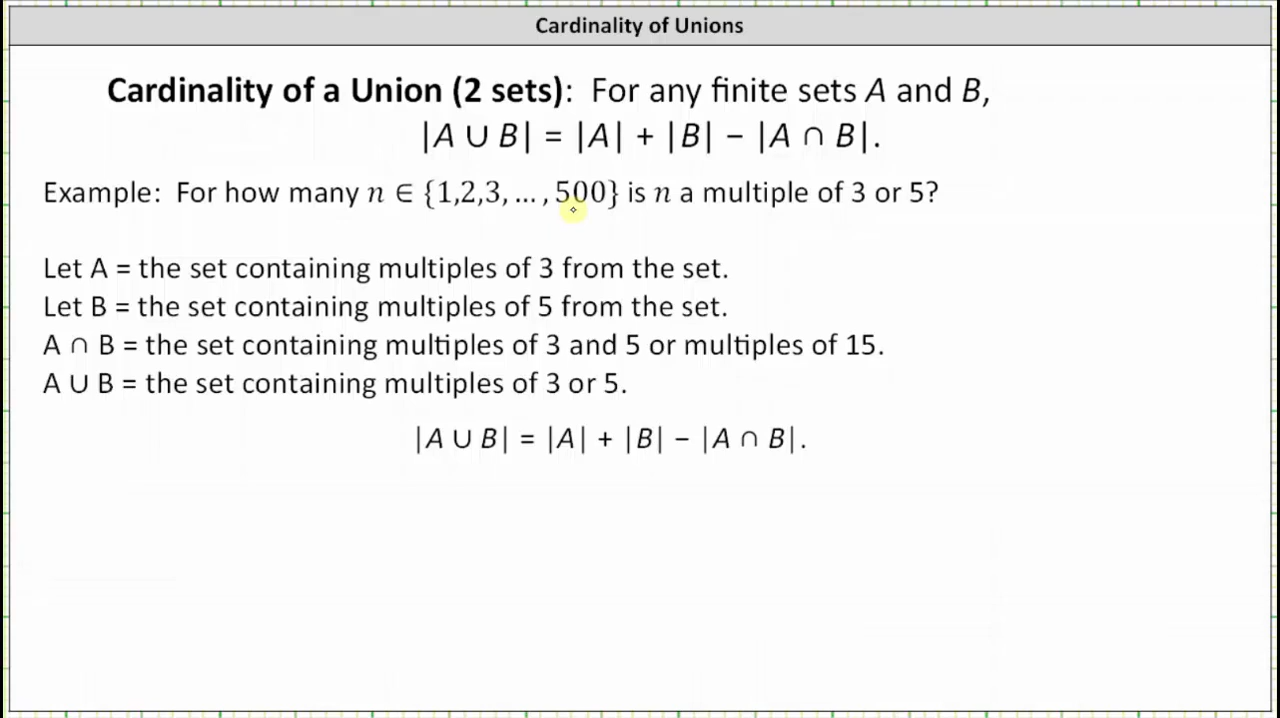 Cardinality of Unions
Cardinality of a Union (2 sets): For any finite sets A and B,
|A ∪ B| = |A| + |B| − |A ∩ B|.
Example: For how many n ∈ {1,2,3, … , 500} is n a multiple of 3 or 5?
Let A = the set containing multiples of 3 from the set.
Let B = the set containing multiples of 5 from the set.
A ∩ B = the set containing multiples of 3 and 5 or multiples of 15.
A ∪ B = the set containing multiples of 3 or 5.
|A ∪ B| = |A| + |B| − |A ∩ B|.